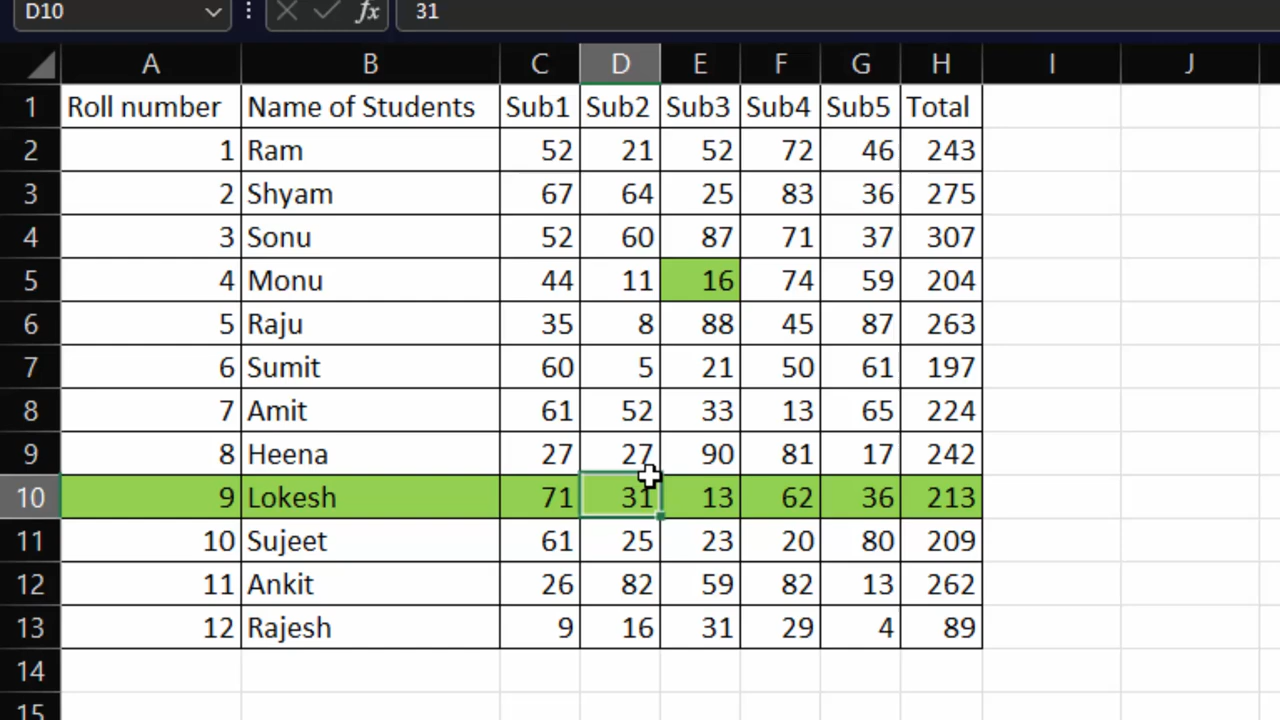 D10 fx 31
A B C D E F G H I J
1 Roll number Name of Students Sub1 Sub2 Sub3 Sub4 Sub5 Total
2 1 Ram 52 21 52 72 46 243
3 2 Shyam 67 64 25 83 36 275
4 3 Sonu 52 60 87 71 37 307
5 4 Monu 44 11 16 74 59 204
6 5 Raju 35 8 88 45 87 263
7 6 Sumit 60 5 21 50 61 197
8 7 Amit 61 52 33 13 65 224
9 8 Heena 27 27 90 81 17 242
10 9 Lokesh 71 31 13 62 36 213
11 10 Sujeet 61 25 23 20 80 209
12 11 Ankit 26 82 59 82 13 262
13 12 Rajesh 9 16 31 29 4 89
14
15